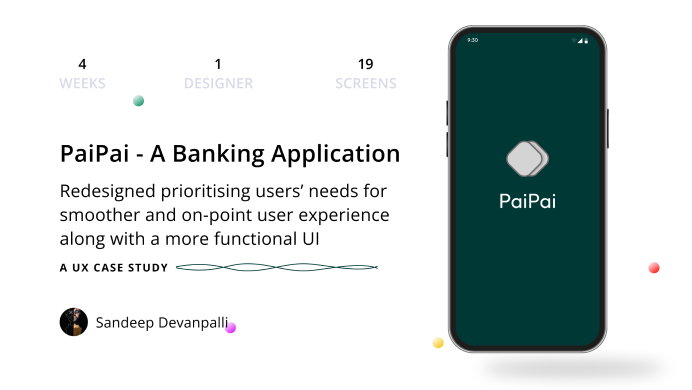 4
WEEKS
1
DESIGNER
19
SCREENS
PaiPai - A Banking Application
Redesigned prioritising users’ needs for
smoother and on-point user experience
along with a more functional UI
A UX CASE STUDY
Sandeep Devanpalli
9:30
PaiPai